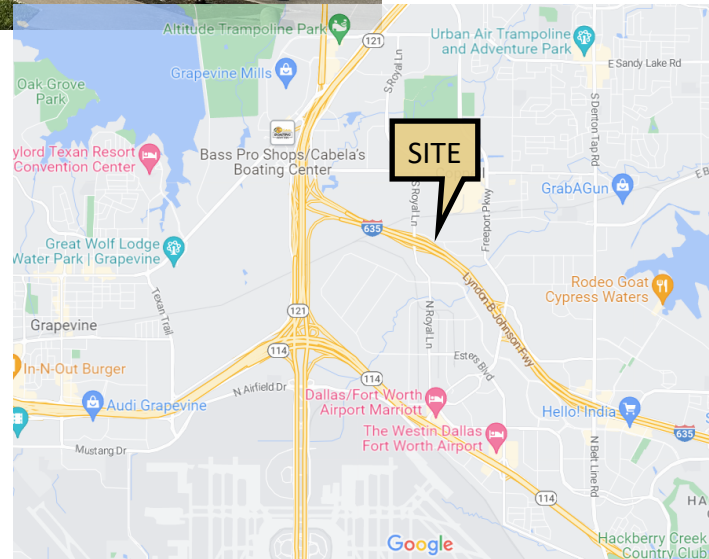 Altitude Trampoline Park
121
Urban Air Trampoline
and Adventure Park
E Sandy Lake Rd
Grapevine Mills
S Royal Ln
Oak Grove
Park
S Denton Tap Rd
SITE
ylord Texan Resort
Convention Center
Bass Pro Shops/Cabela's
Boating Center
S Royal Ln
Freeport Pkwy
GrabAGun
E B
635
Great Wolf Lodge
Water Park | Grapevine
Texan Trail
Lyndon B Johnson Fwy
Rodeo Goat
Cypress Waters
121
N Royal Ln
Grapevine
114
Esters Blvd
In-N-Out Burger
114
N Airfield Dr
Dallas/Fort Worth
Airport Marriott
Audi Grapevine
Hello! India
The Westin Dallas
Fort Worth Airport
635
Mustang Dr
N Belt Line Rd
114
HA
Google
Hackberry Creek
Country Club